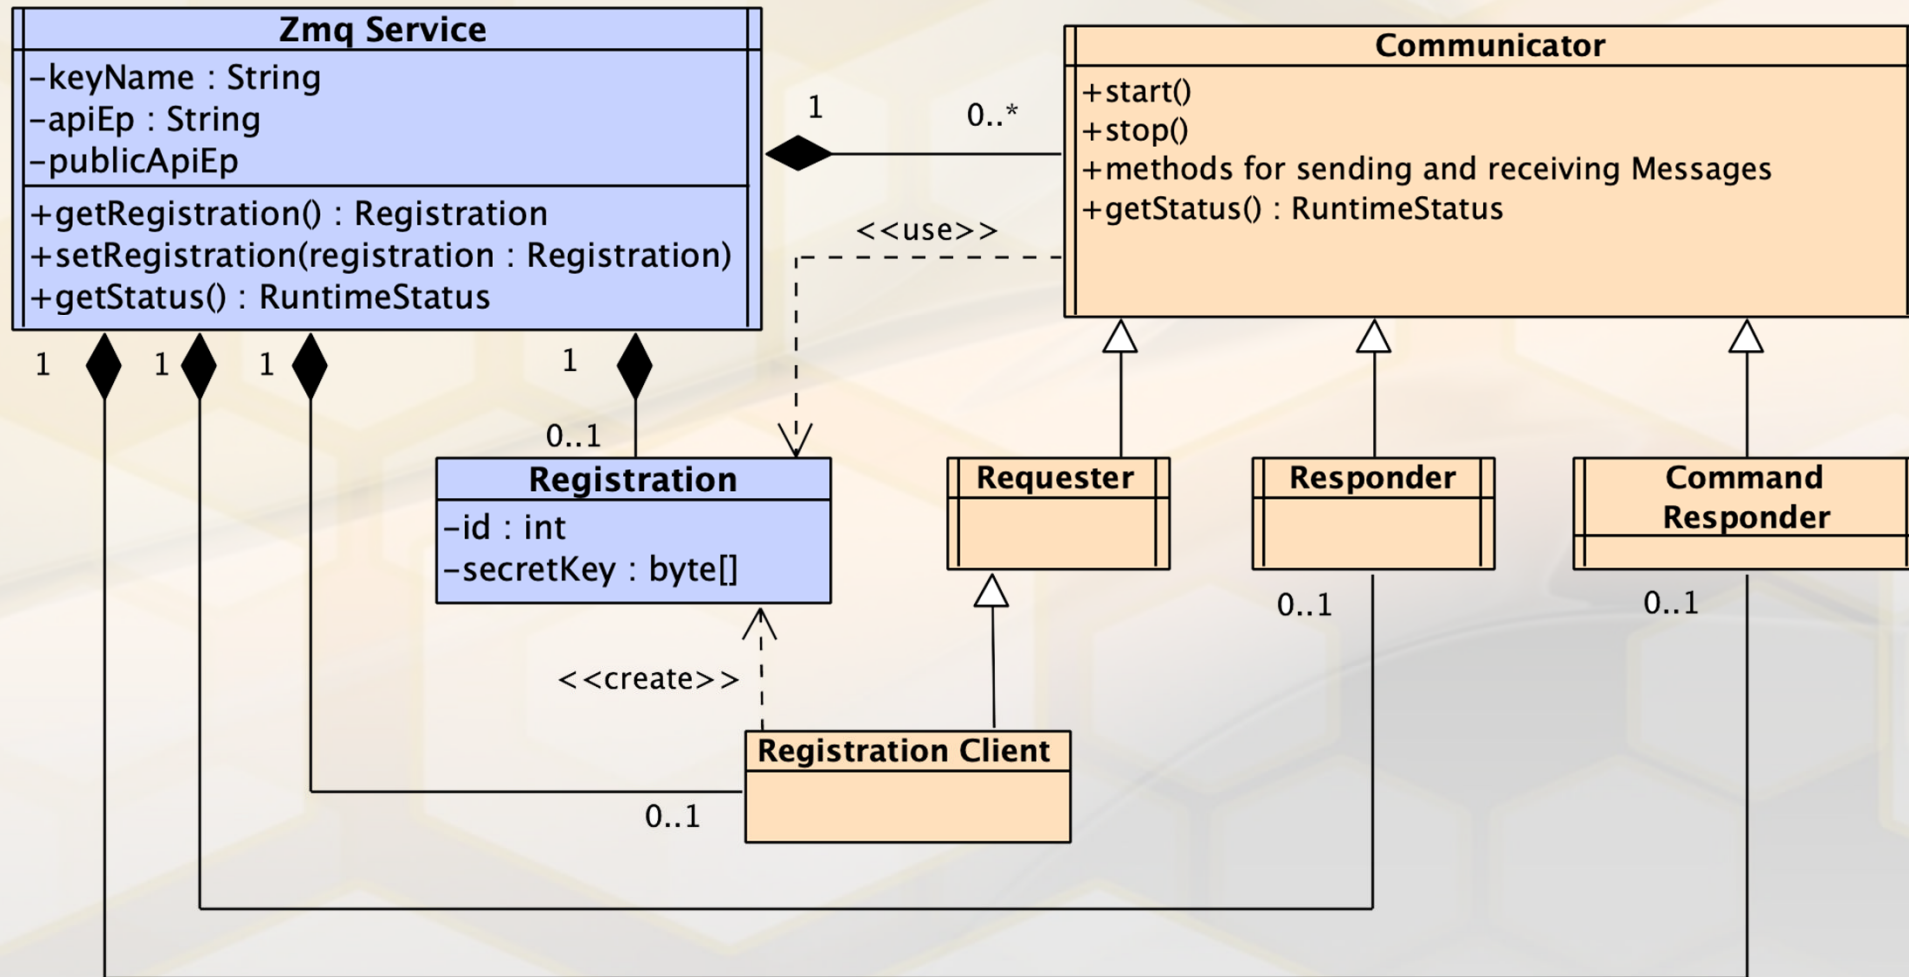 Zmq Service
-keyName : String
-apiEp : String
-publicApiEp
+getRegistration() : Registration
+setRegistration(registration : Registration)
+getStatus() : RuntimeStatus
1
0..*
<<use>>
Communicator
+start()
+stop()
+methods for sending and receiving Messages
+getStatus() : RuntimeStatus
1
1
1
1
0..1
Registration
-id : int
-secretKey : byte[]
Requester
Responder
Command
Responder
0..1
0..1
<<create>>
Registration Client
0..1